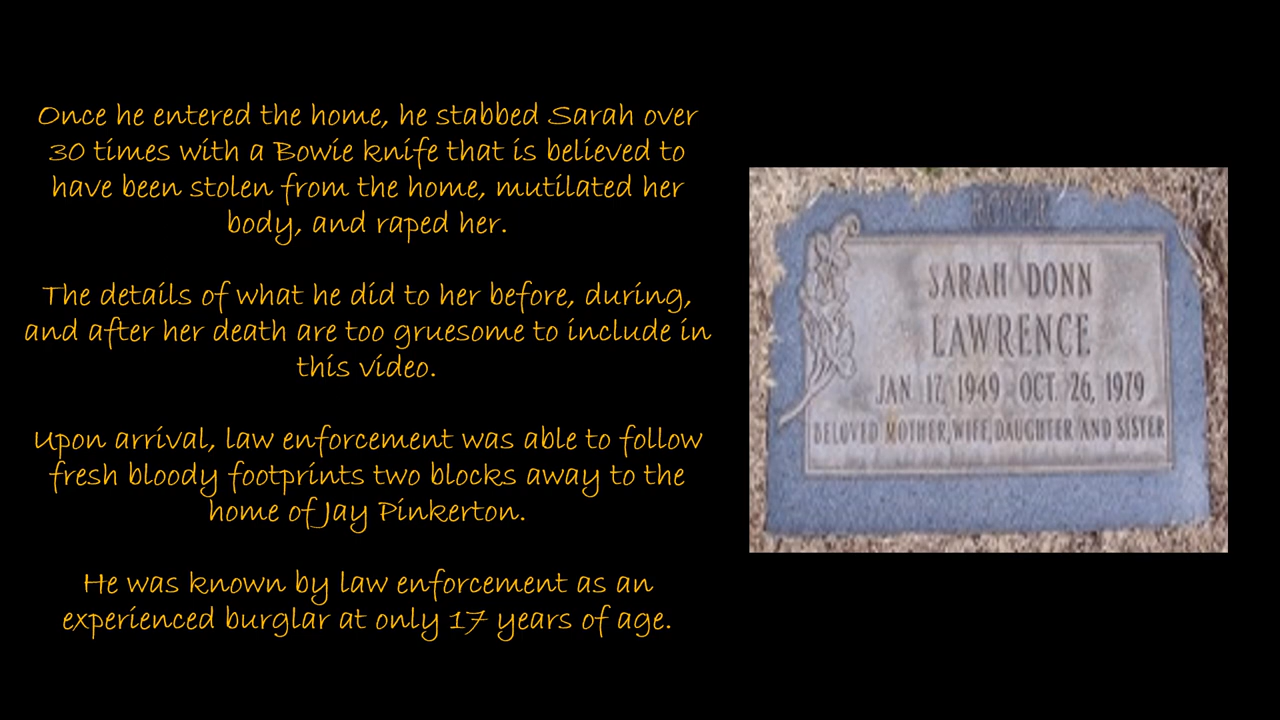 Once he entered the home, he stabbed Sarah over
30 times with a Bowie knife that is believed to
have been stolen from the home, mutilated her
body, and raped her.
The details of what he did to her before, during,
and after her death are too gruesome to include in
this video.
Upon arrival, law enforcement was able to follow
fresh bloody footprints two blocks away to the
home of Jay Pinkerton.
He was known by law enforcement as an
experienced burglar at only 17 years of age.
SARAH DONN
LAWRENCE
JAN 17, 1949 OCT. 26, 1979
BELOVED MOTHER, WIFE, DAUGHTER AND SISTER